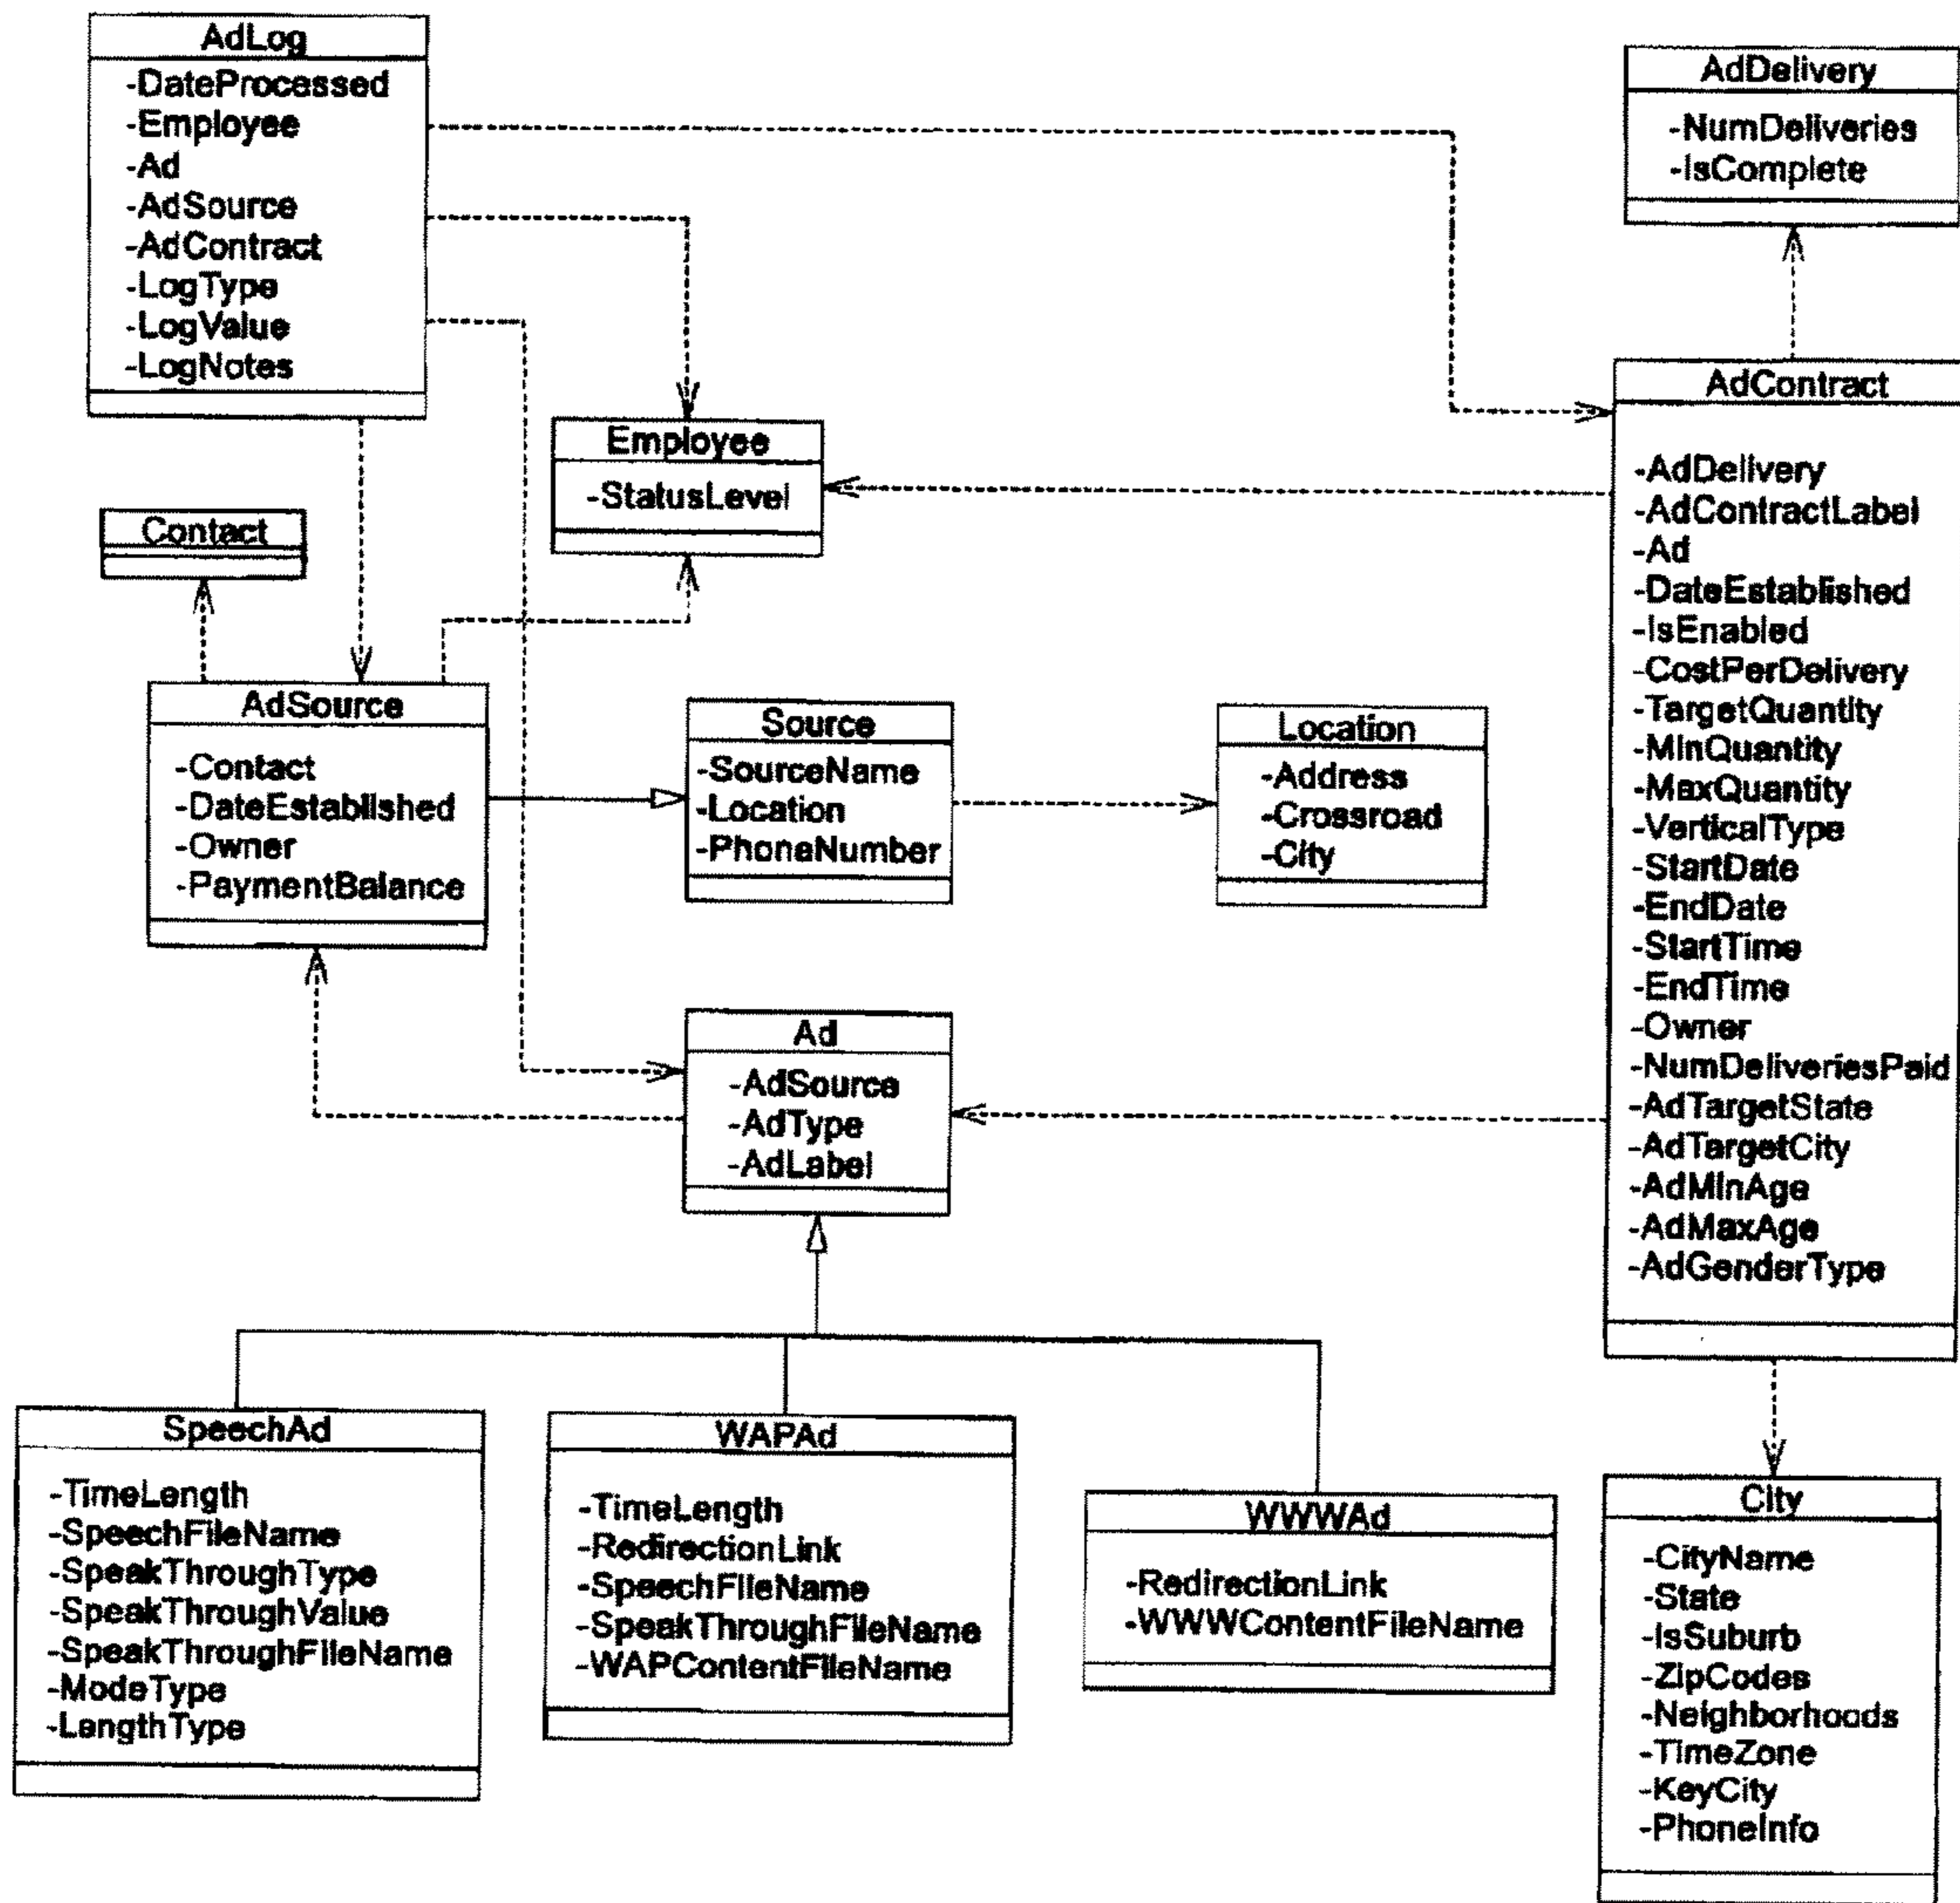 AdLog
-DateProcessed
-Employee
-Ad
-AdSource
-AdContract
-LogType
-LogValue
-LogNotes
AdDelivery
-NumDeliveries
-IsComplete
Employee
-StatusLevel
Contact
AdContract
-AdDelivery
-AdContractLabel
-Ad
-DateEstablished
-IsEnabled
-CostPerDelivery
-TargetQuantity
-MinQuantity
-MaxQuantity
-VerticalType
-StartDate
-EndDate
-StartTime
-EndTime
-Owner
-NumDeliveriesPaid
-AdTargetState
-AdTargetCity
-AdMinAge
-AdMaxAge
-AdGenderType
AdSource
-Contact
-DateEstablished
-Owner
-PaymentBalance
Source
-SourceName
-Location
-PhoneNumber
Location
-Address
-Crossroad
-City
Ad
-AdSource
-AdType
-AdLabel
SpeechAd
-TimeLength
-SpeechFileName
-SpeakThroughType
-SpeakThroughValue
-SpeakThroughFileName
-ModeType
-LengthType
WAPAd
-TimeLength
-RedirectionLink
-SpeechFileName
-SpeakThroughFileName
-WAPContentFileName
WWWAd
-RedirectionLink
-WWWContentFileName
City
-CityName
-State
-IsSuburb
-ZipCodes
-Neighborhoods
-TimeZone
-KeyCity
-PhoneInfo